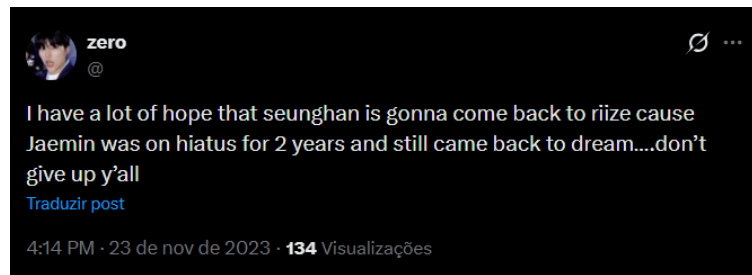 zero
@
I have a lot of hope that seunghan is gonna come back to riize cause
Jaemin was on hiatus for 2 years and still came back to dream....don't
give up y'all
Traduzir post
4:14 PM · 23 de nov de 2023 · 134 Visualizações